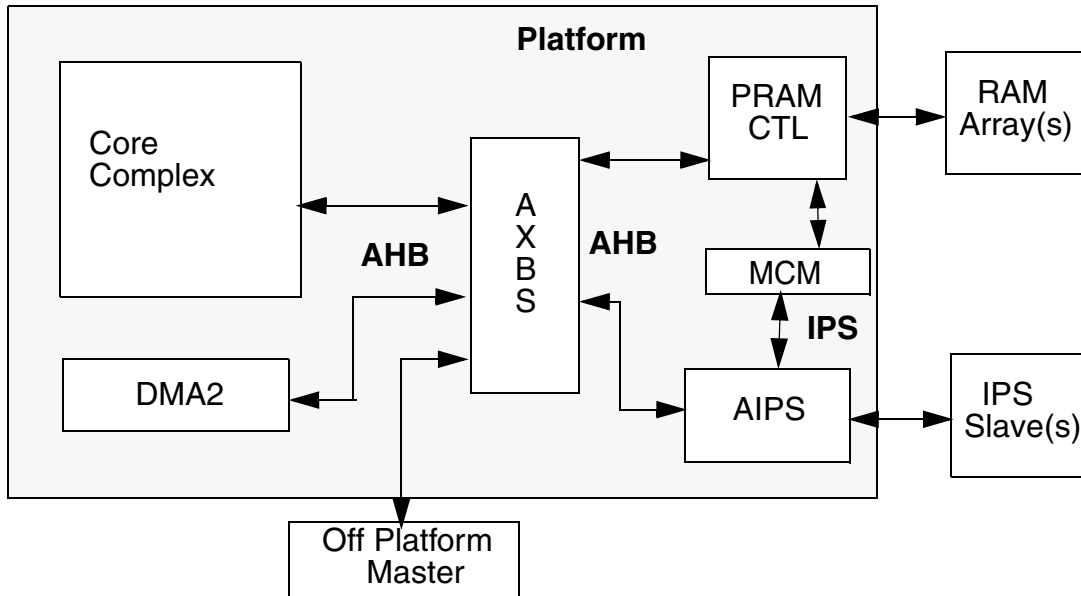 Platform
Core
Complex
PRAM
CTL
RAM
Array(s)
A
X
B
S
AHB
AHB
MCM
IPS
DMA2
AIPS
IPS
Slave(s)
Off Platform
Master